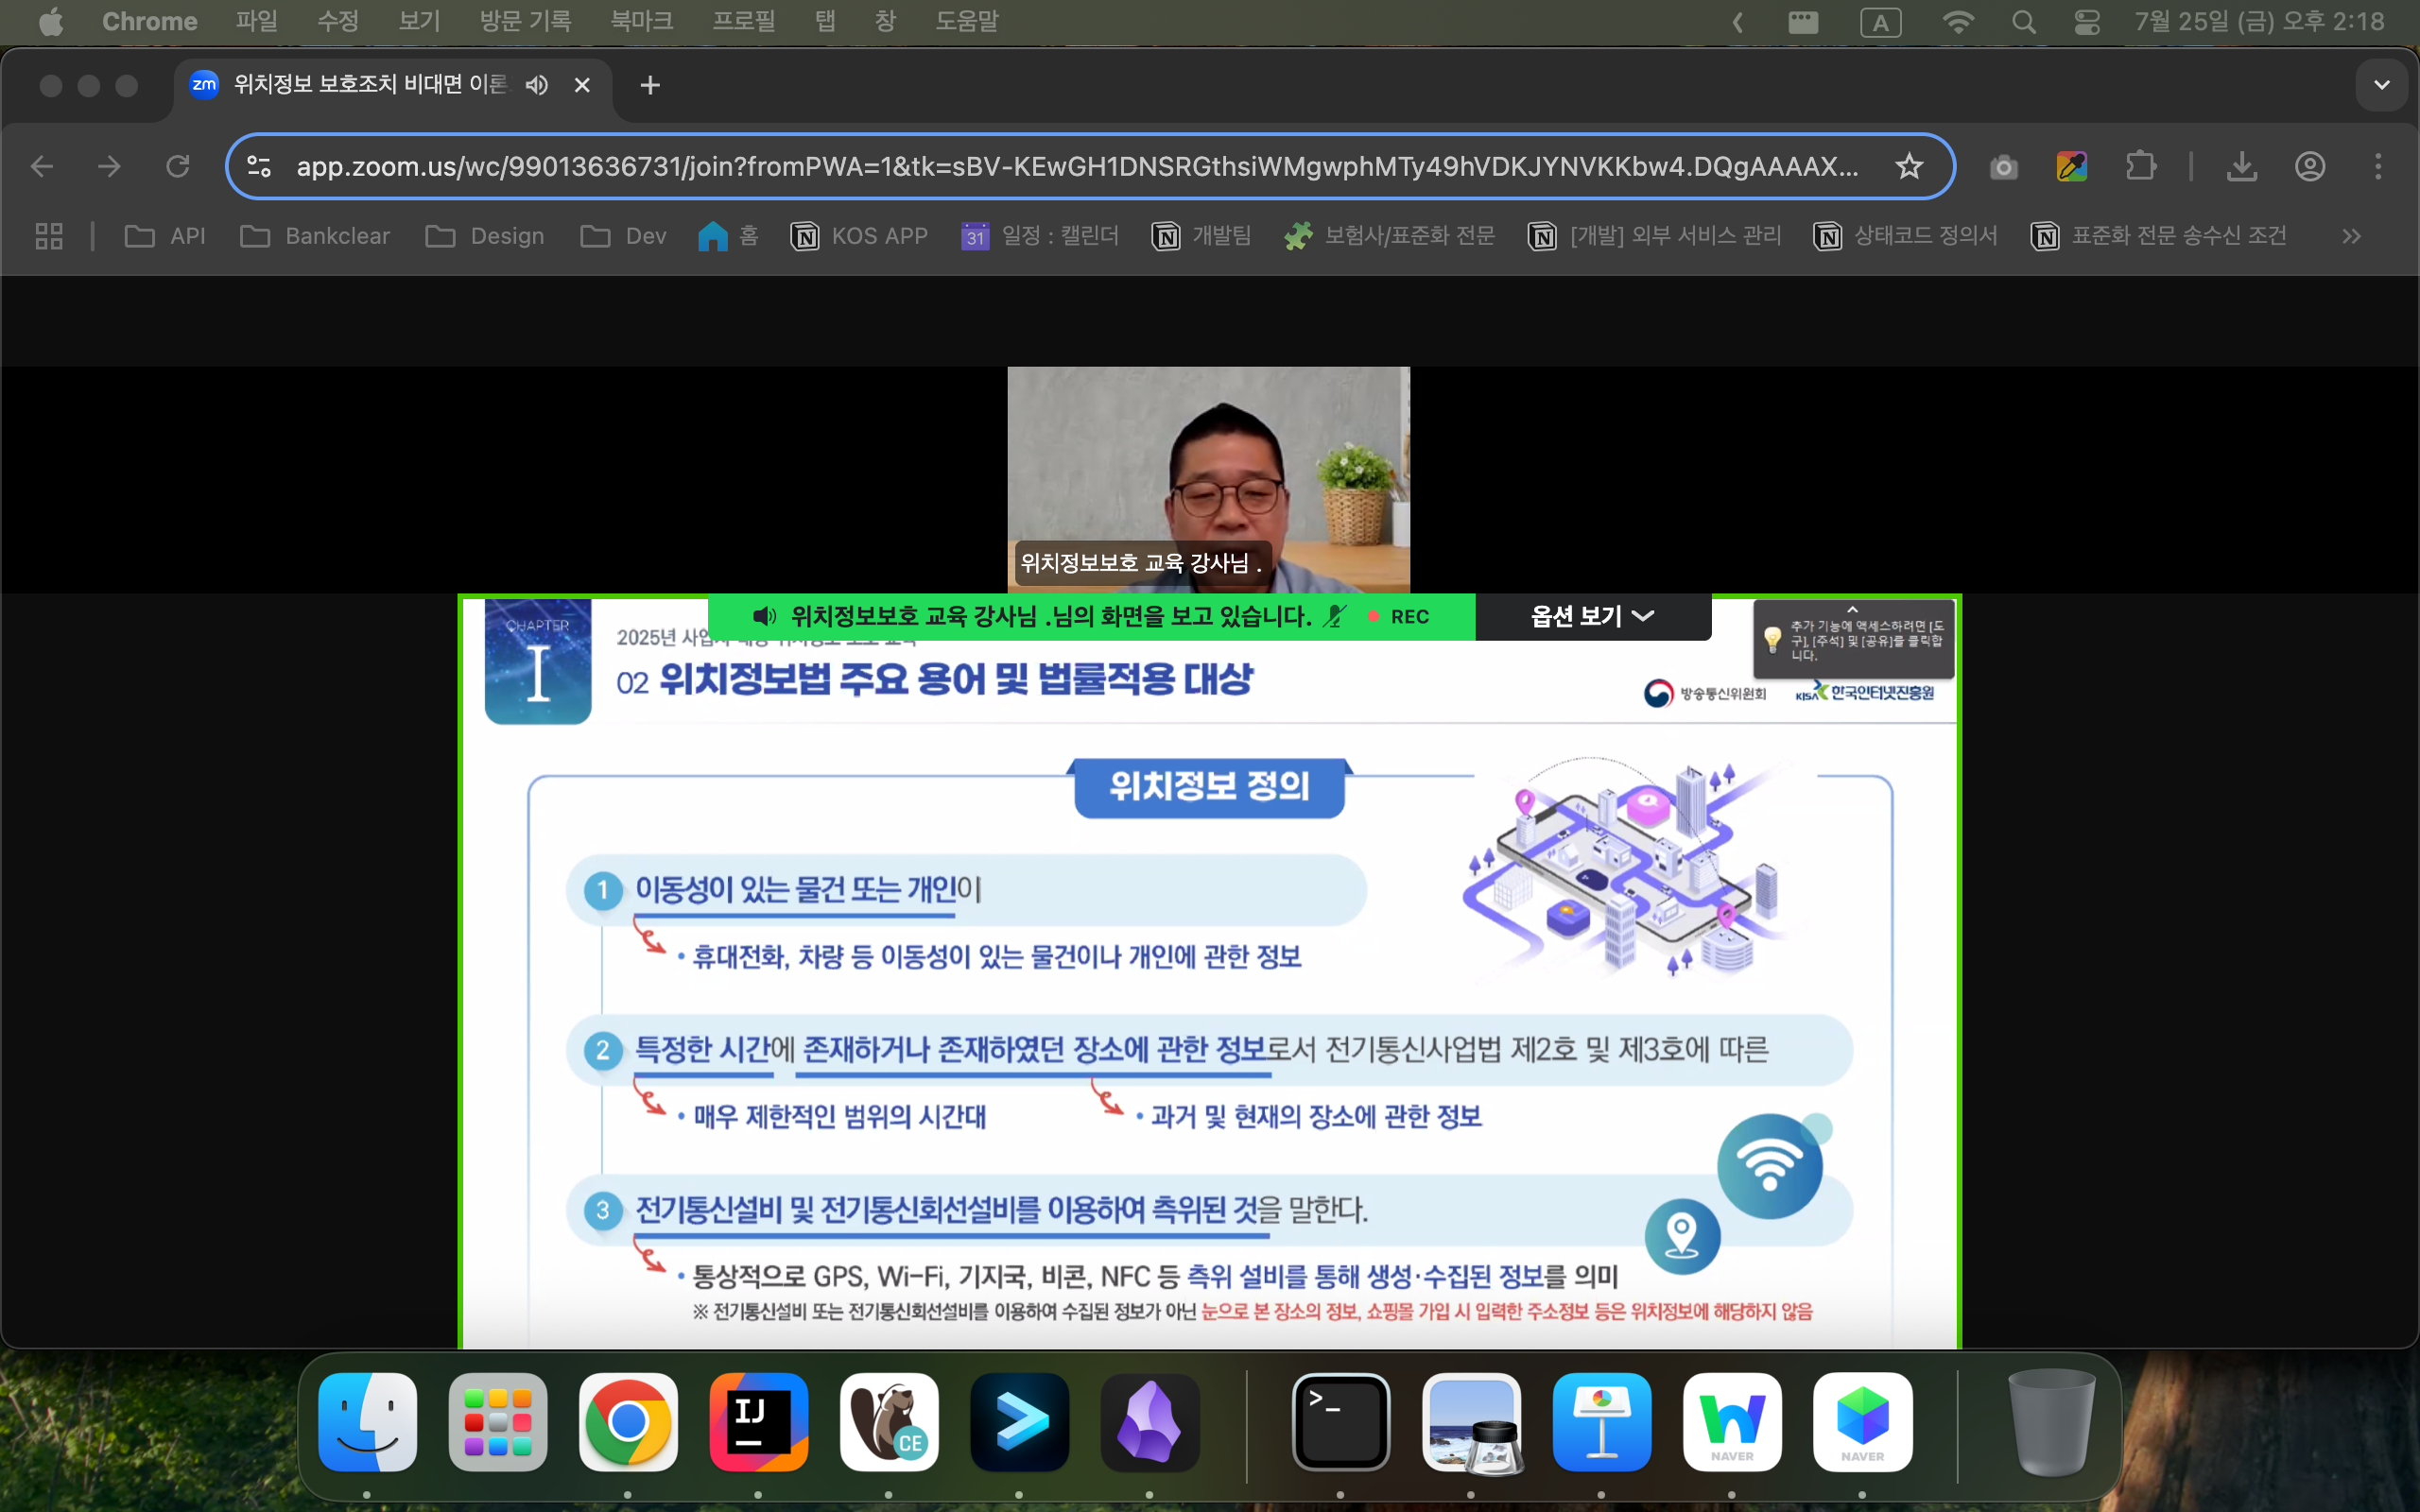 Chrome 파일 수정 보기 방문 기록 북마크 프로필 탭 창 도움말 A 7월 25일 (금) 오후 2:18
zm 위치정보 보호조치 비대면 이론
app.zoom.us/wc/99013636731/join?fromPWA=1&tk=sBV-KEwGH1DNSRGthsiWMgwphMTy49hVDKJYNVKKbw4.DQgAAAAX...
API Bankclear Design Dev 홈 KOS APP 31 일정 : 캘린더 개발팀 보험사/표준화 전문 [개발] 외부 서비스 관리 상태코드 정의서 표준화 전문 송수신 조건
위치정보보호 교육 강사님 .
위치정보보호 교육 강사님 .님의 화면을 보고 있습니다. REC 옵션 보기
추가 기능에 액세스하려면 [도
구], [주석] 및 [공유]를 클릭합
니다.
CHAPTER
I
2025년
02 위치정보법 주요 용어 및 법률적용 대상
방송통신위원회 KISA 한국인터넷진흥원
위치정보 정의
1 이동성이 있는 물건 또는 개인이
• 휴대전화, 차량 등 이동성이 있는 물건이나 개인에 관한 정보
2 특정한 시간에 존재하거나 존재하였던 장소에 관한 정보로서 전기통신사업법 제2호 및 제3호에 따른
• 매우 제한적인 범위의 시간대 • 과거 및 현재의 장소에 관한 정보
3 전기통신설비 및 전기통신회선설비를 이용하여 측위된 것을 말한다.
• 통상적으로 GPS, Wi-Fi, 기지국, 비콘, NFC 등 측위 설비를 통해 생성·수집된 정보를 의미
※ 전기통신설비 또는 전기통신회선설비를 이용하여 수집된 정보가 아닌 눈으로 본 장소의 정보, 쇼핑몰 가입 시 입력한 주소정보 등은 위치정보에 해당하지 않음
IJ CE >_ NAVER NAVER